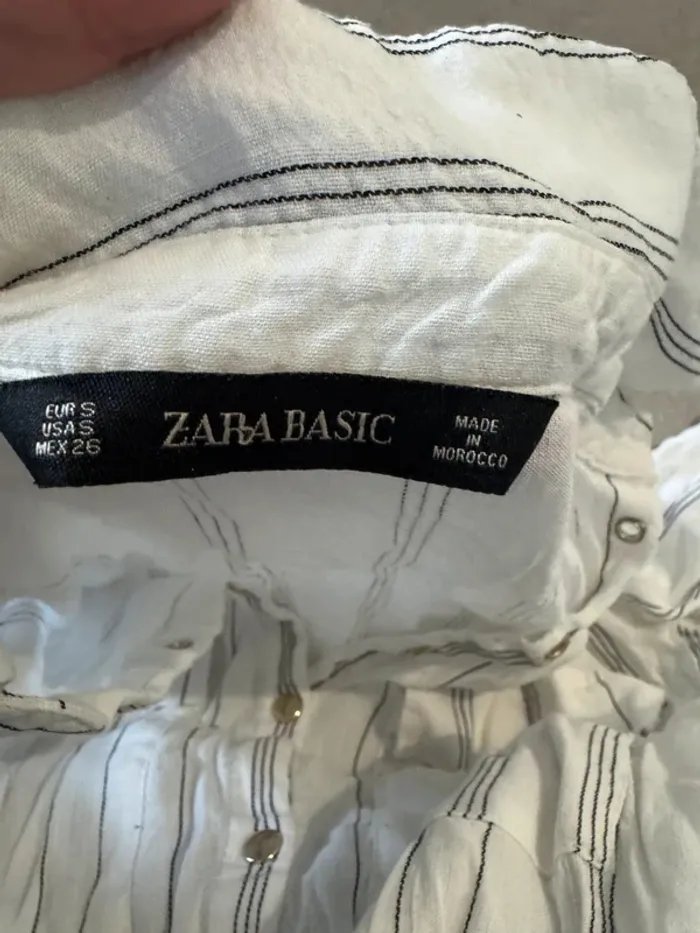 EUR S
USA S
MEX 26
ZARA BASIC
MADE
IN
MOROCCO